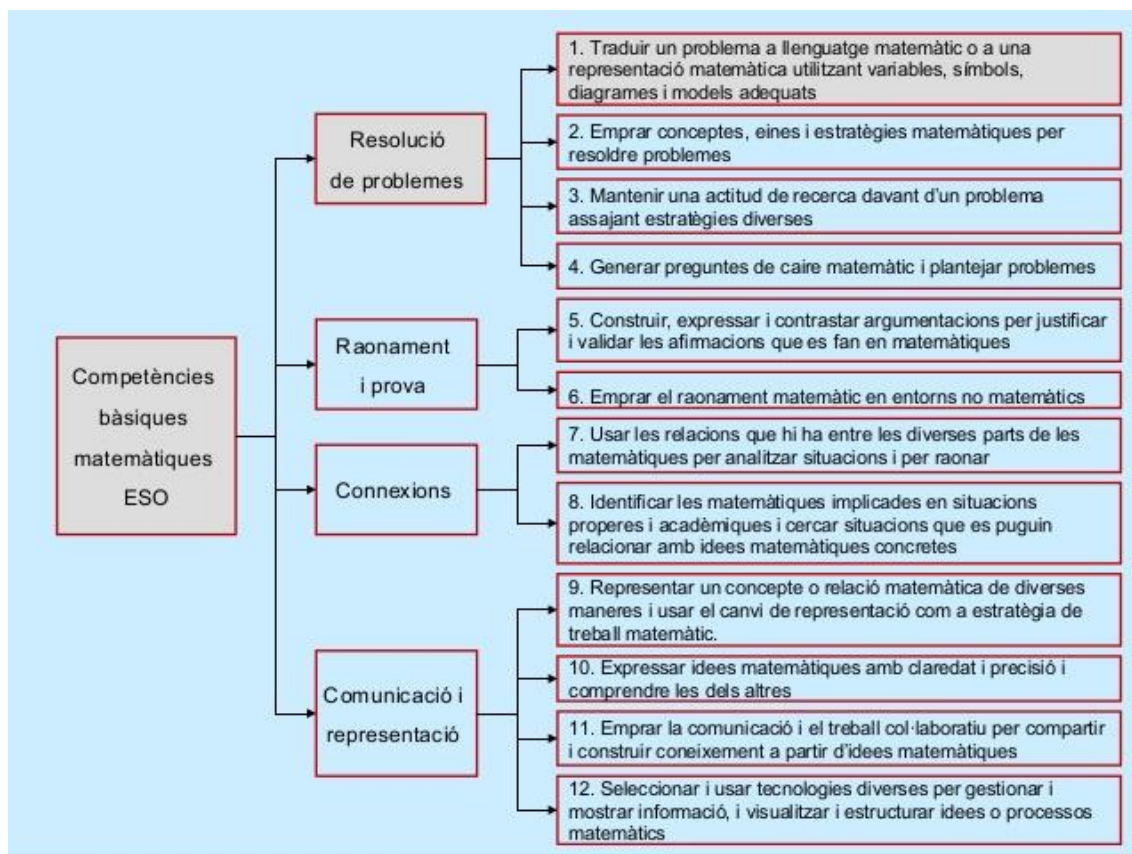 Competències
bàsiques
matemàtiques
ESO
Resolució
de problemes
1. Traduir un problema a llenguatge matemàtic o a una
representació matemàtica utilitzant variables, símbols,
diagrames i models adequats
2. Emprar conceptes, eines i estratègies matemàtiques per
resoldre problemes
3. Mantenir una actitud de recerca davant d'un problema
assajant estratègies diverses
4. Generar preguntes de caire matemàtic i plantejar problemes
Raonament
i prova
5. Construir, expressar i contrastar argumentacions per justificar
i validar les afirmacions que es fan en matemàtiques
6. Emprar el raonament matemàtic en entorns no matemàtics
Connexions
7. Usar les relacions que hi ha entre les diverses parts de les
matemàtiques per analitzar situacions i per raonar
8. Identificar les matemàtiques implicades en situacions
properes i acadèmiques i cercar situacions que es puguin
relacionar amb idees matemàtiques concretes
Comunicació i
representació
9. Representar un concepte o relació matemàtica de diverses
maneres i usar el canvi de representació com a estratègia de
treball matemàtic.
10. Expressar idees matemàtiques amb claredat i precisió i
comprendre les dels altres
11. Emprar la comunicació i el treball col·laboratiu per compartir
i construir coneixement a partir d'idees matemàtiques
12. Seleccionar i usar tecnologies diverses per gestionar i
mostrar informació, i visualitzar i estructurar idees o processos
matemàtics